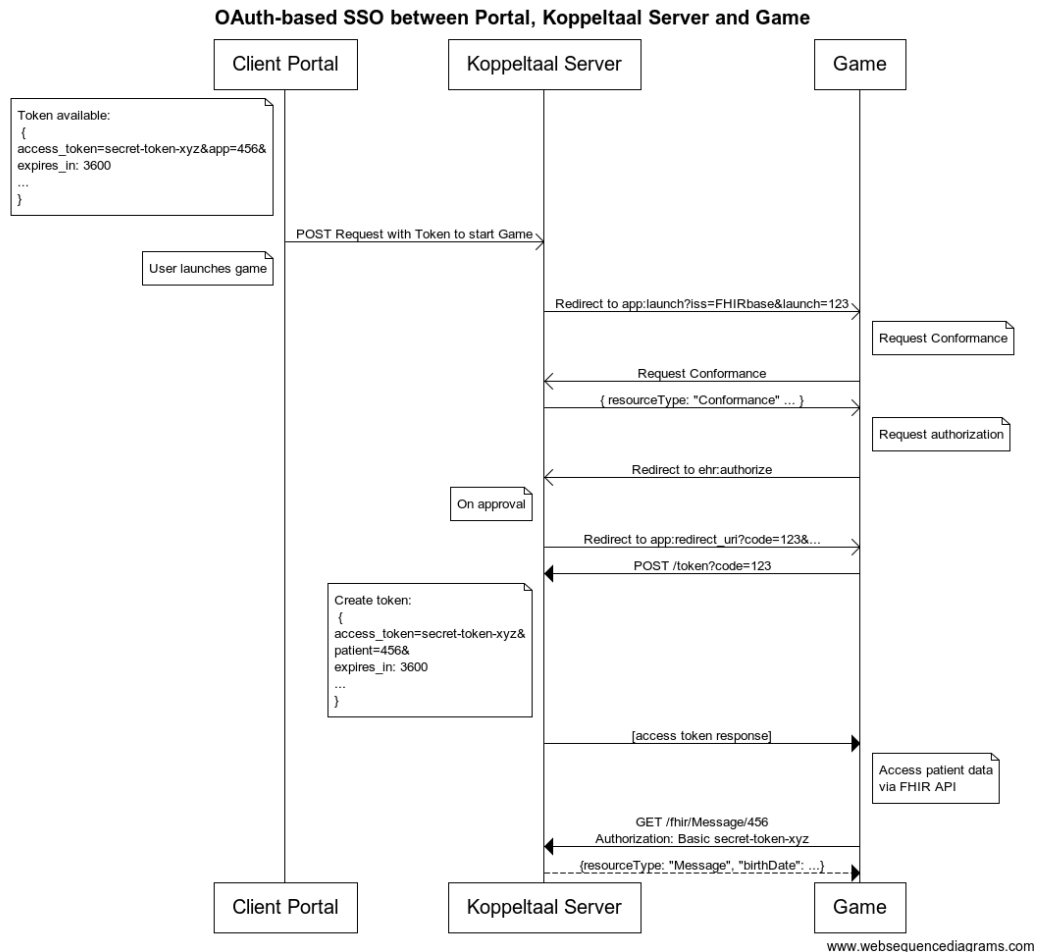 OAuth-based SSO between Portal, Koppeltaal Server and Game
Client Portal
Koppeltaal Server
Game
Token available:
{
access_token=secret-token-xyz&app=456&
expires_in: 3600
...
}
POST Request with Token to start Game
User launches game
Redirect to app:launch?iss=FHIRbase&launch=123
Request Conformance
Request Conformance
{ resourceType: "Conformance" ... }
Request authorization
Redirect to ehr:authorize
On approval
Redirect to app:redirect_uri?code=123&...
POST /token?code=123
Create token:
{
access_token=secret-token-xyz&
patient=456&
expires_in: 3600
...
}
[access token response]
Access patient data
via FHIR API
GET /fhir/Message/456
Authorization: Basic secret-token-xyz
{resourceType: "Message", "birthDate": ...}
Client Portal
Koppeltaal Server
Game
www.websequencediagrams.com